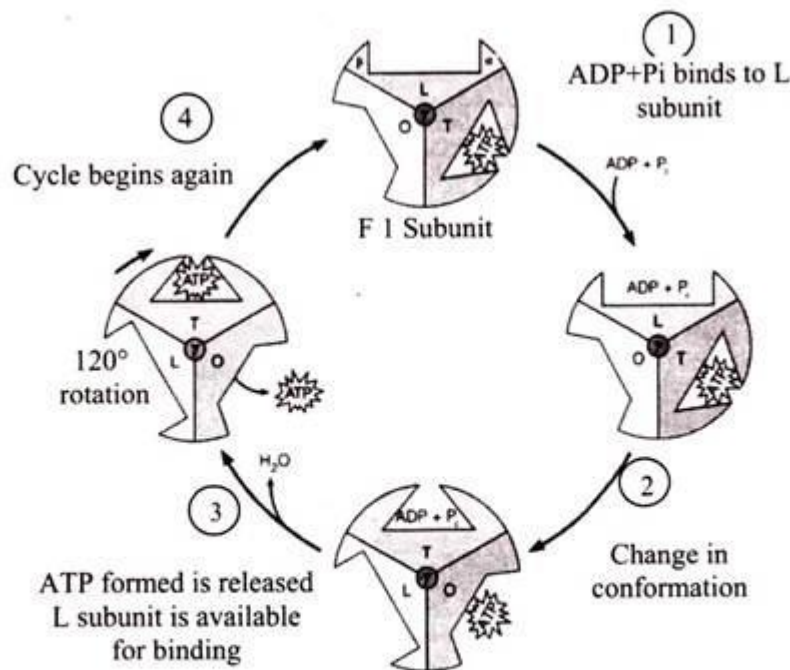 1
ADP+Pi binds to L
subunit
β
α
L
O
T
γ
ATP
F 1 Subunit
ADP + Pi
ADP + Pi
L
O
T
γ
ATP
2
Change in
conformation
ADP + Pi
T
L
O
γ
ATP
3
H2O
ATP formed is released
L subunit is available
for binding
ATP
T
L
O
γ
ATP
120°
rotation
4
Cycle begins again